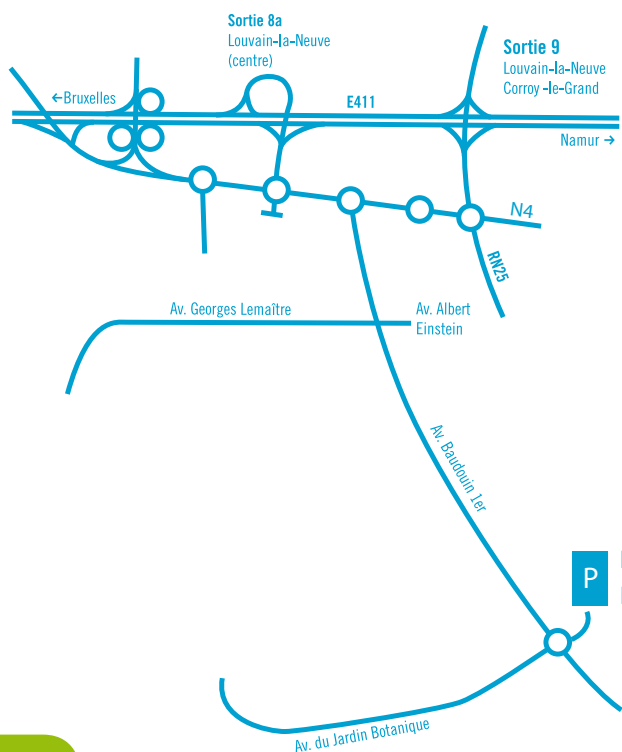 Sortie 8a
Louvain-la-Neuve
(centre)
Sortie 9
Louvain-la-Neuve
Corroy -le-Grand
←Bruxelles
E411
Namur →
N4
RN25
Av. Georges Lemaître
Av. Albert
Einstein
Av. Baudouin 1er
P
Av. du Jardin Botanique